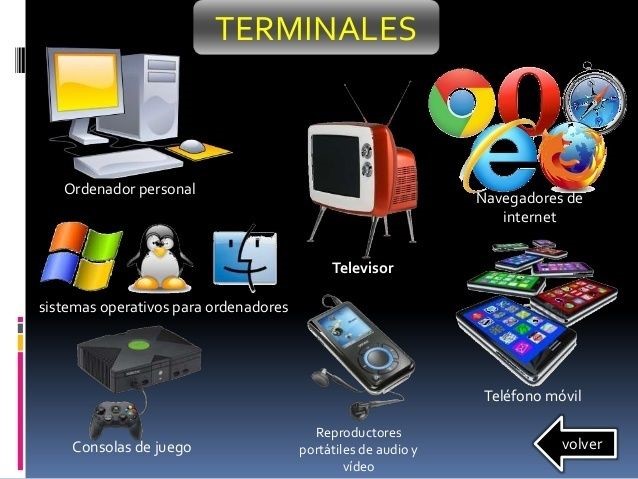 TERMINALES
Ordenador personal
Navegadores de
internet
Televisor
sistemas operativos para ordenadores
Teléfono móvil
Consolas de juego
Reproductores
portátiles de audio y
vídeo
volver